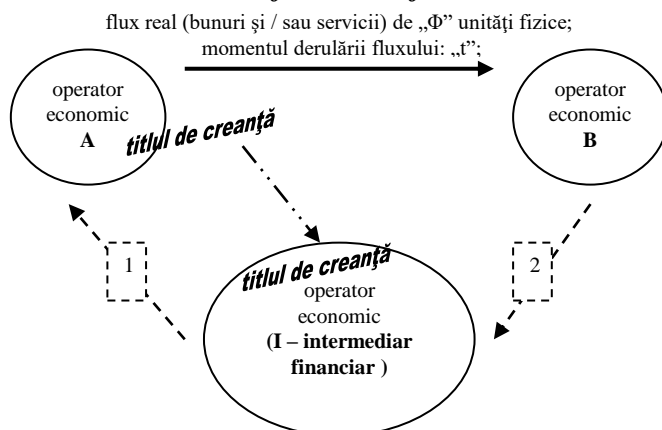 flux real (bunuri şi / sau servicii) de „Φ” unităţi fizice;
momentul derulării fluxului: „t”;
operator
economic
A
titlul de creanţă
operator
economic
B
1
2
titlul de creanţă
operator
economic
(I – intermediar
financiar )